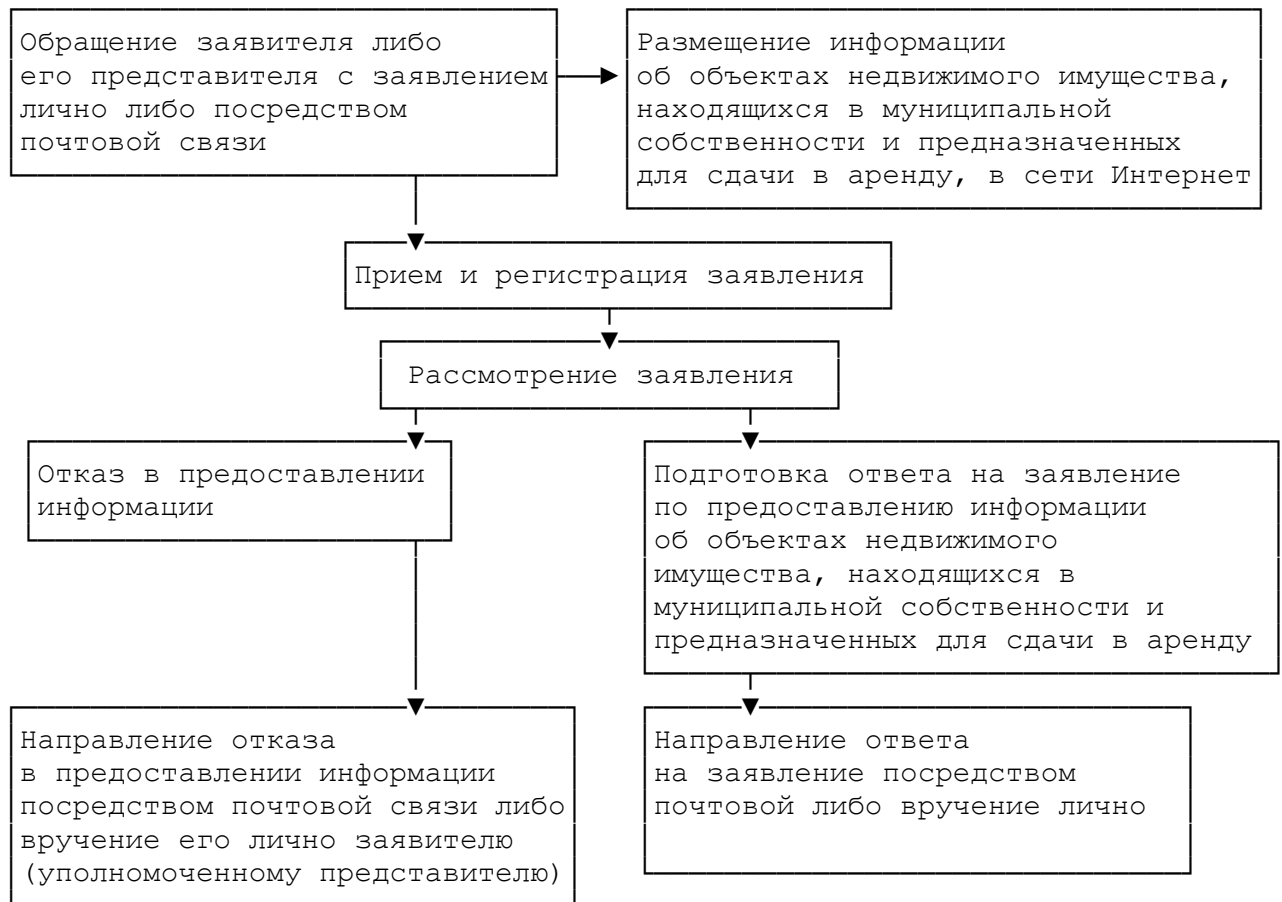 Обращение заявителя либо
его представителя с заявлением
лично либо посредством
почтовой связи
Размещение информации
об объектах недвижимого имущества,
находящихся в муниципальной
собственности и предназначенных
для сдачи в аренду, в сети Интернет
Прием и регистрация заявления
Рассмотрение заявления
Отказ в предоставлении
информации
Подготовка ответа на заявление
по предоставлению информации
об объектах недвижимого
имущества, находящихся в
муниципальной собственности и
предназначенных для сдачи в аренду
Направление отказа
в предоставлении информации
посредством почтовой связи либо
вручение его лично заявителю
(уполномоченному представителю)
Направление ответа
на заявление посредством
почтовой либо вручение лично